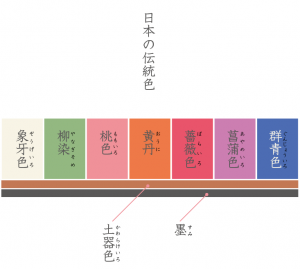 日本の伝統色
群青色
ぐんじょういろ
菖蒲色
あやめいろ
薔薇色
ばらいろ
黄丹
おうに
桃色
ももいろ
柳染
やなぎぞめ
象牙色
ぞうげいろ
墨
すん
土器色
かわらけいろ